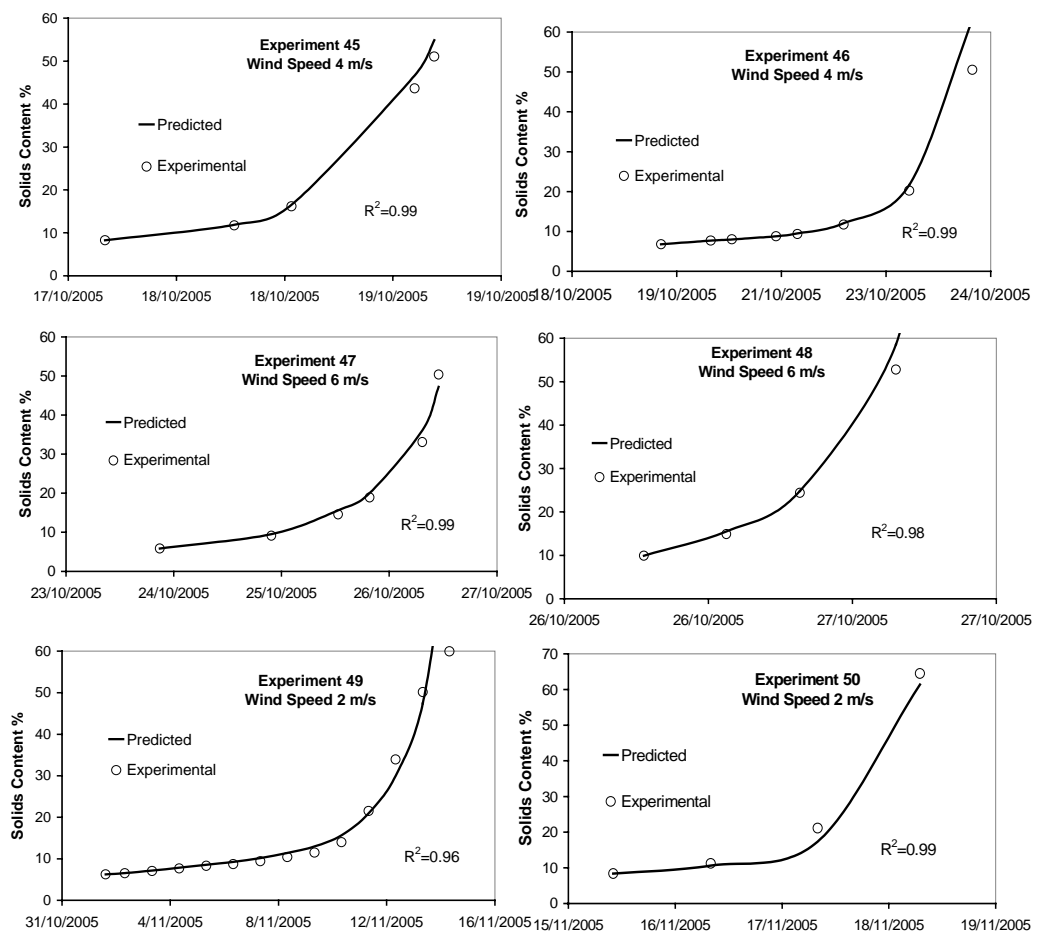 Experiment 45
Wind Speed 4 m/s
Solids Content %
60
50
40
30
20
10
0
Predicted
Experimental
R²=0.99
17/10/2005 18/10/2005 18/10/2005 19/10/2005 19/10/2005
Experiment 46
Wind Speed 4 m/s
Solids Content %
60
50
40
30
20
10
0
Predicted
Experimental
R²=0.99
18/10/2005 19/10/2005 21/10/2005 23/10/2005 24/10/2005
Experiment 47
Wind Speed 6 m/s
Solids Content %
60
50
40
30
20
10
0
Predicted
Experimental
R²=0.99
23/10/2005 24/10/2005 25/10/2005 26/10/2005 27/10/2005
Experiment 48
Wind Speed 6 m/s
Solids Content %
60
50
40
30
20
10
0
Predicted
Experimental
R²=0.98
26/10/2005 26/10/2005 27/10/2005 27/10/2005
Experiment 49
Wind Speed 2 m/s
Solids Content %
60
50
40
30
20
10
0
Predicted
Experimental
R²=0.96
31/10/2005 4/11/2005 8/11/2005 12/11/2005 16/11/2005
Experiment 50
Wind Speed 2 m/s
Solids Content %
70
60
50
40
30
20
10
0
Predicted
Experimental
R²=0.99
15/11/2005 16/11/2005 17/11/2005 18/11/2005 19/11/2005